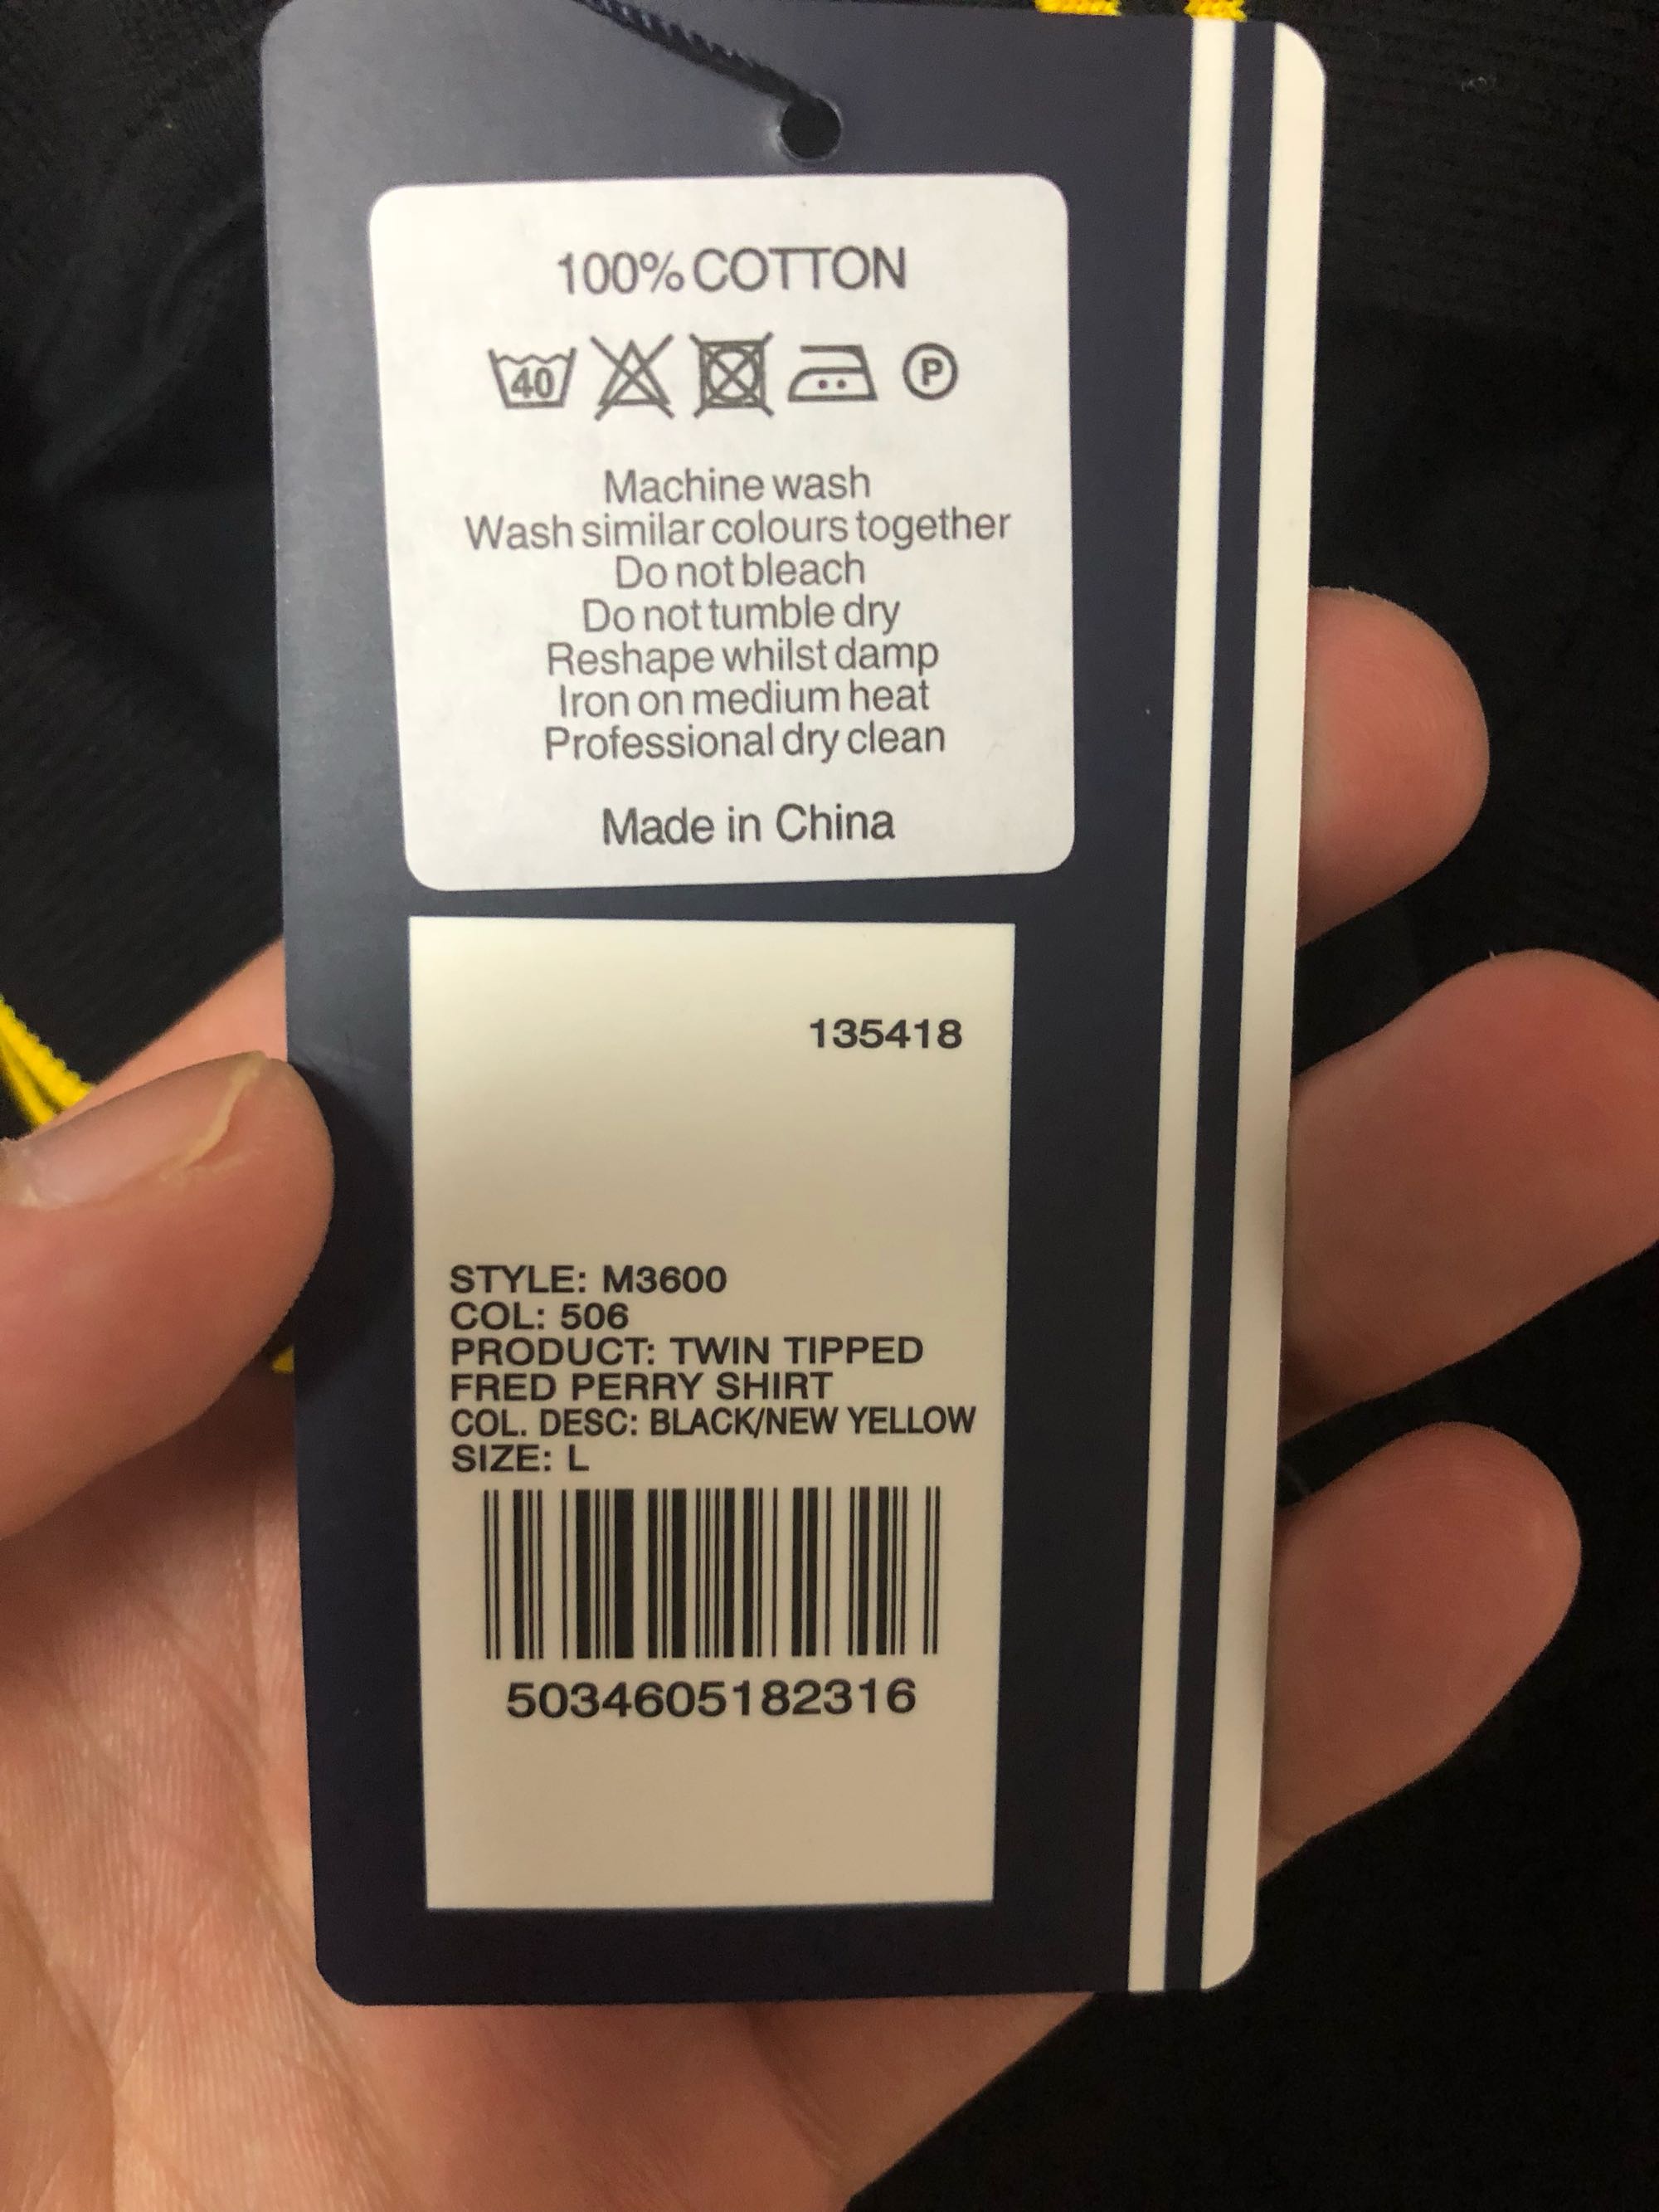 100% COTTON
40
P
Machine wash
Wash similar colours together
Do not bleach
Do not tumble dry
Reshape whilst damp
Iron on medium heat
Professional dry clean
Made in China
135418
STYLE: M3600
COL: 506
PRODUCT: TWIN TIPPED
FRED PERRY SHIRT
COL. DESC: BLACK/NEW YELLOW
SIZE: L
5034605182316